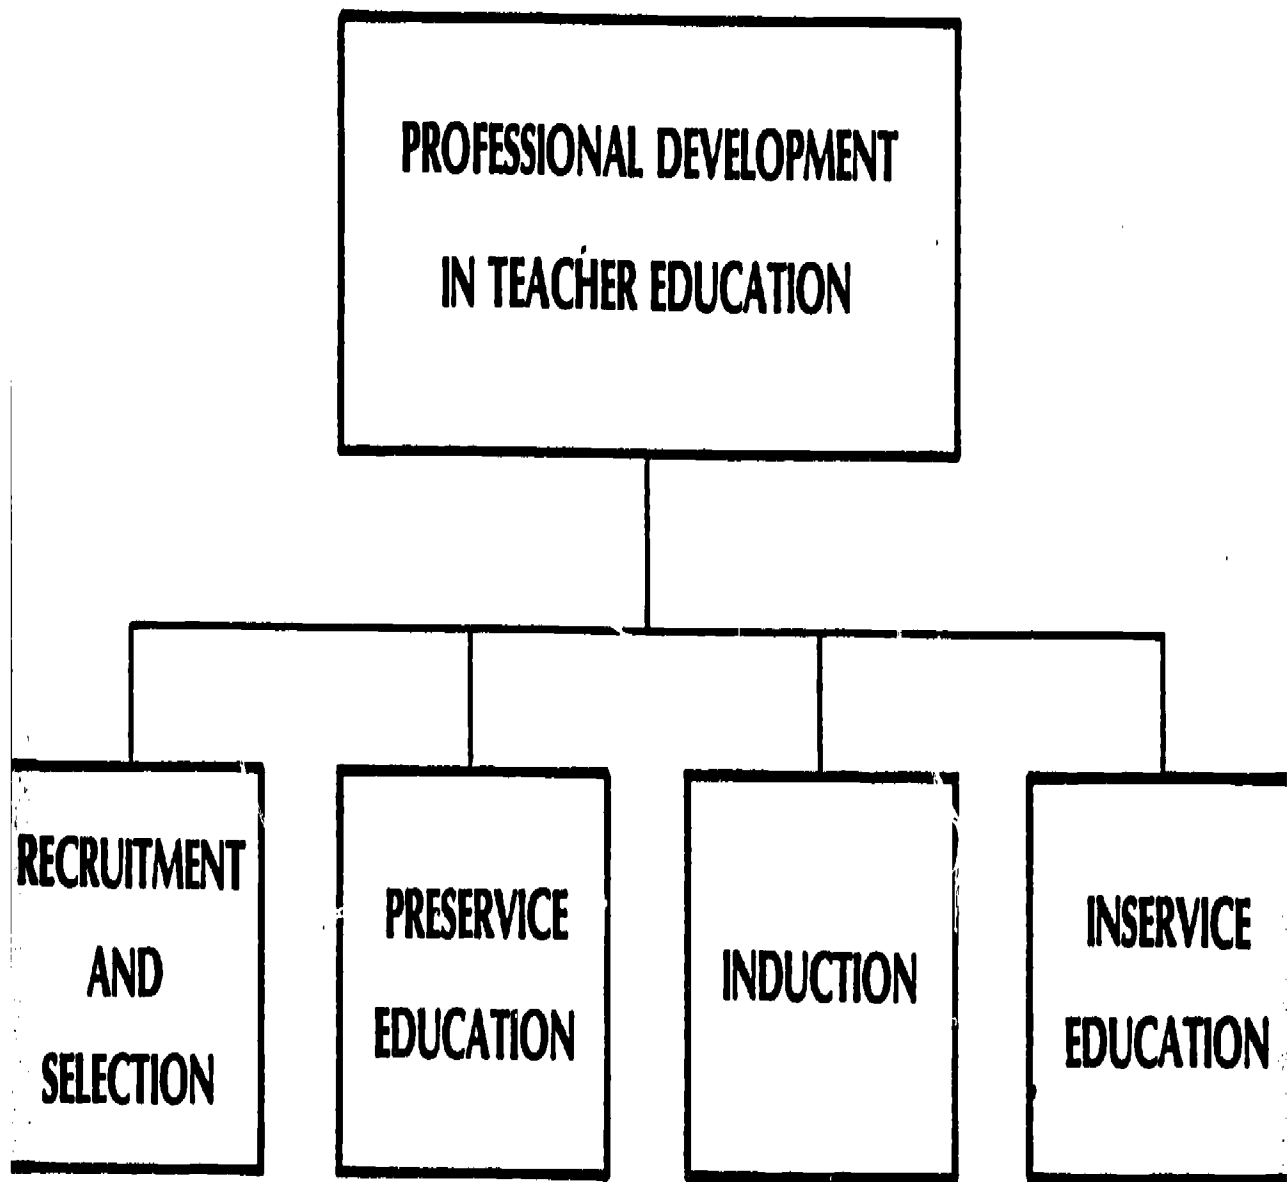 PROFESSIONAL DEVELOPMENT
IN TEACHER EDUCATION
RECRUITMENT
AND
SELECTION
PRESERVICE
EDUCATION
INDUCTION
INSERVICE
EDUCATION